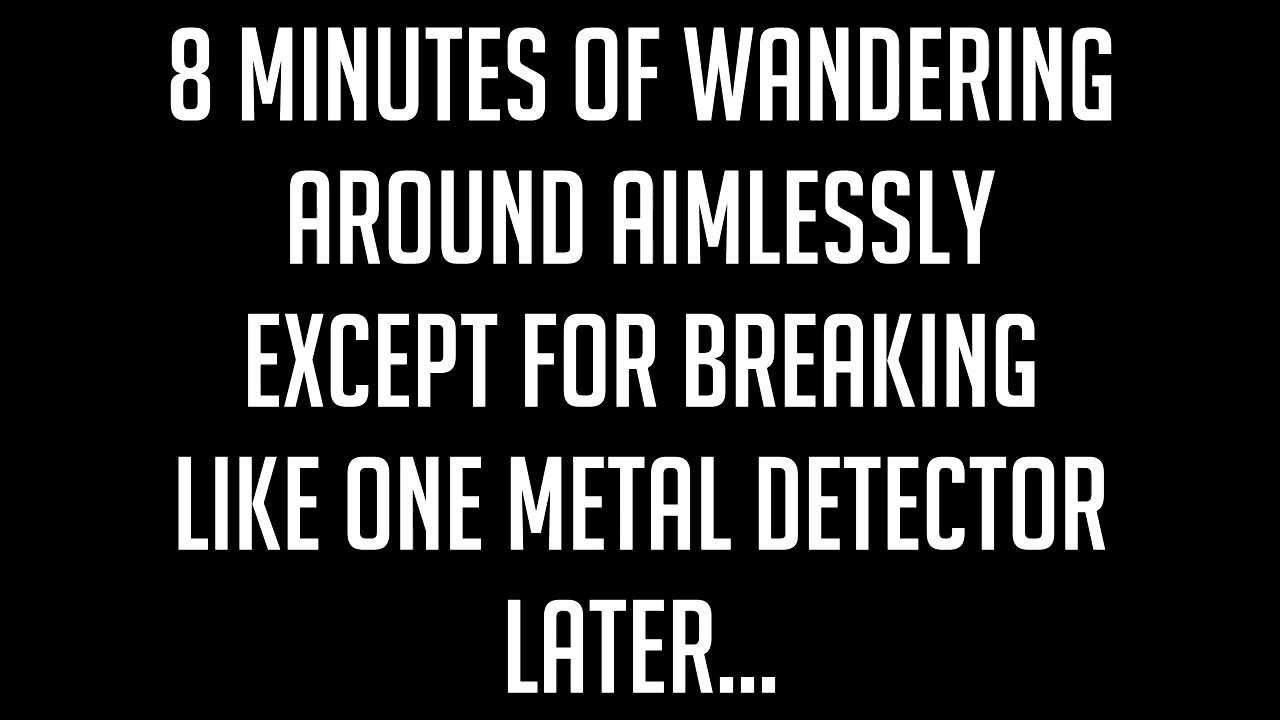 8 MINUTES OF WANDERING
AROUND AIMLESSLY
EXCEPT FOR BREAKING
LIKE ONE METAL DETECTOR
LATER...